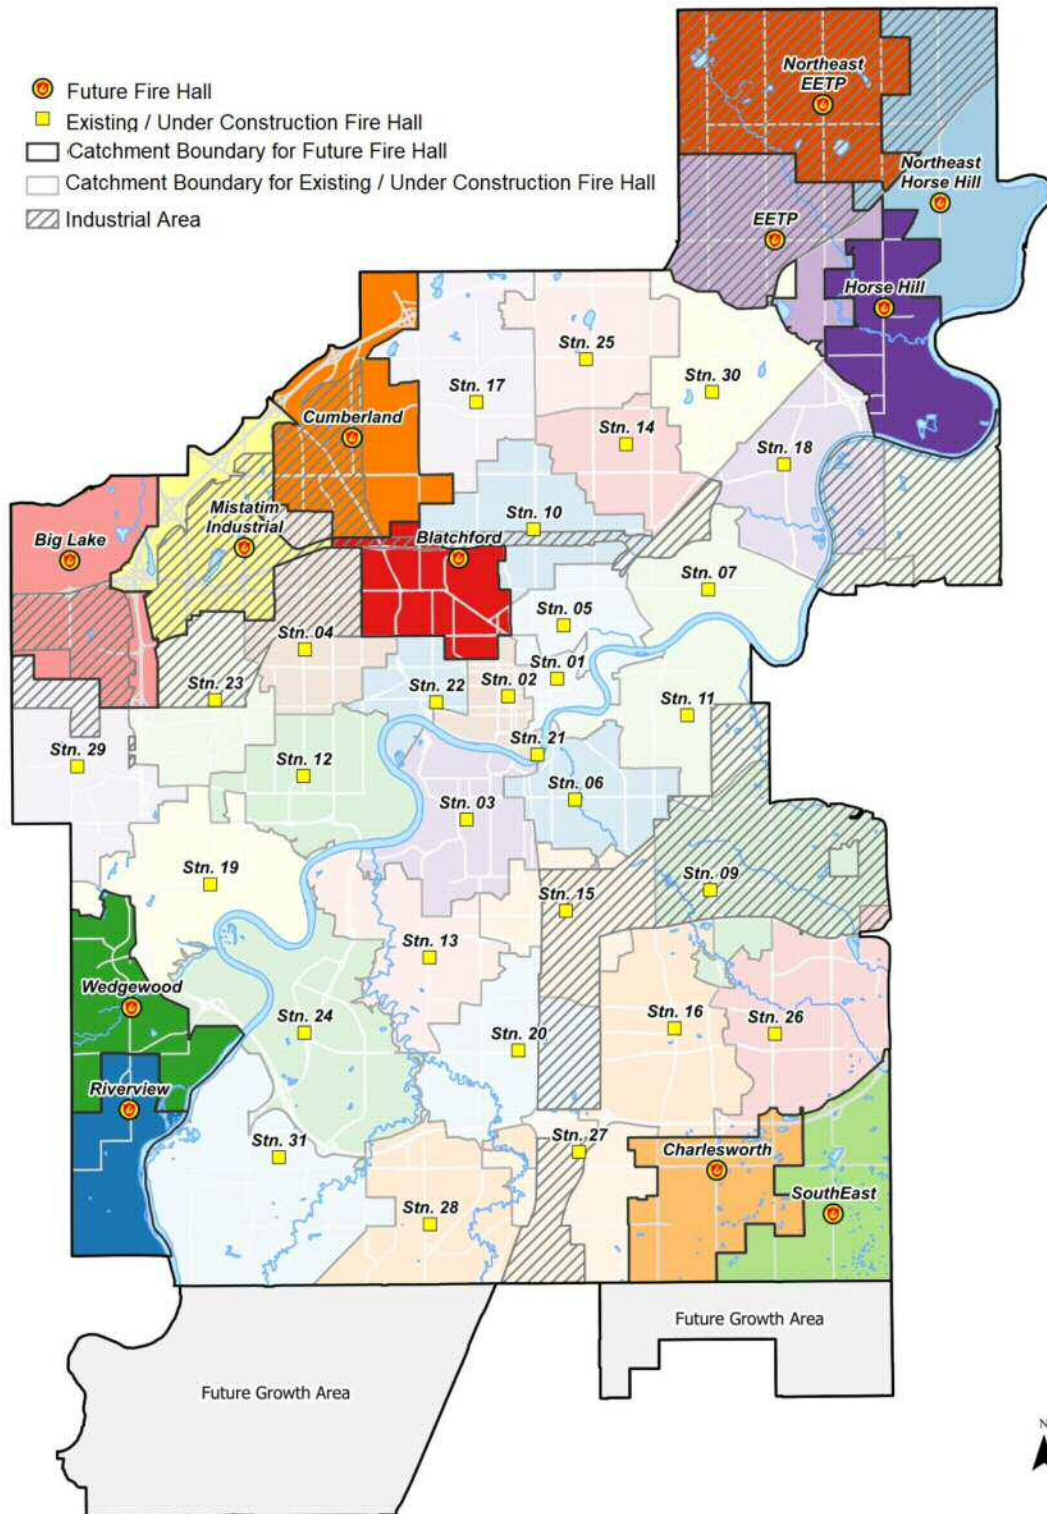 Future Fire Hall
Existing / Under Construction Fire Hall
Catchment Boundary for Future Fire Hall
Catchment Boundary for Existing / Under Construction Fire Hall
Industrial Area
Northeast
EETP
Northeast
Horse Hill
EETP
Horse Hill
Stn. 25
Stn. 17
Stn. 30
Cumberland
Stn. 14
Stn. 18
Mistatim
Industrial
Stn. 10
Big Lake
Blatchford
Stn. 07
Stn. 05
Stn. 04
Stn. 01
Stn. 23
Stn. 22
Stn. 02
Stn. 11
Stn. 29
Stn. 12
Stn. 21
Stn. 06
Stn. 03
Stn. 19
Stn. 09
Stn. 15
Stn. 13
Wedgewood
Stn. 24
Stn. 20
Stn. 16
Stn. 26
Riverview
Stn. 31
Stn. 27
Charlesworth
Stn. 28
SouthEast
Future Growth Area
Future Growth Area
N